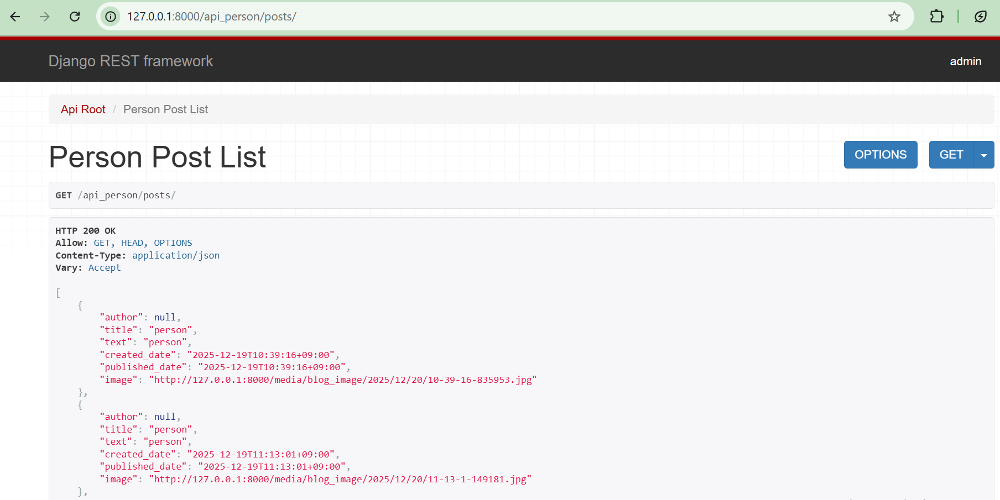 127.0.0.1:8000/api_person/posts/
Django REST framework
admin
Api Root / Person Post List
Person Post List
OPTIONS
GET
GET /api_person/posts/
HTTP 200 OK
Allow: GET, HEAD, OPTIONS
Content-Type: application/json
Vary: Accept
[
    {
        "author": null,
        "title": "person",
        "text": "person",
        "created_date": "2025-12-19T10:39:16+09:00",
        "published_date": "2025-12-19T10:39:16+09:00",
        "image": "http://127.0.0.1:8000/media/blog_image/2025/12/20/10-39-16-835953.jpg"
    },
    {
        "author": null,
        "title": "person",
        "text": "person",
        "created_date": "2025-12-19T11:13:01+09:00",
        "published_date": "2025-12-19T11:13:01+09:00",
        "image": "http://127.0.0.1:8000/media/blog_image/2025/12/20/11-13-1-149181.jpg"
    },